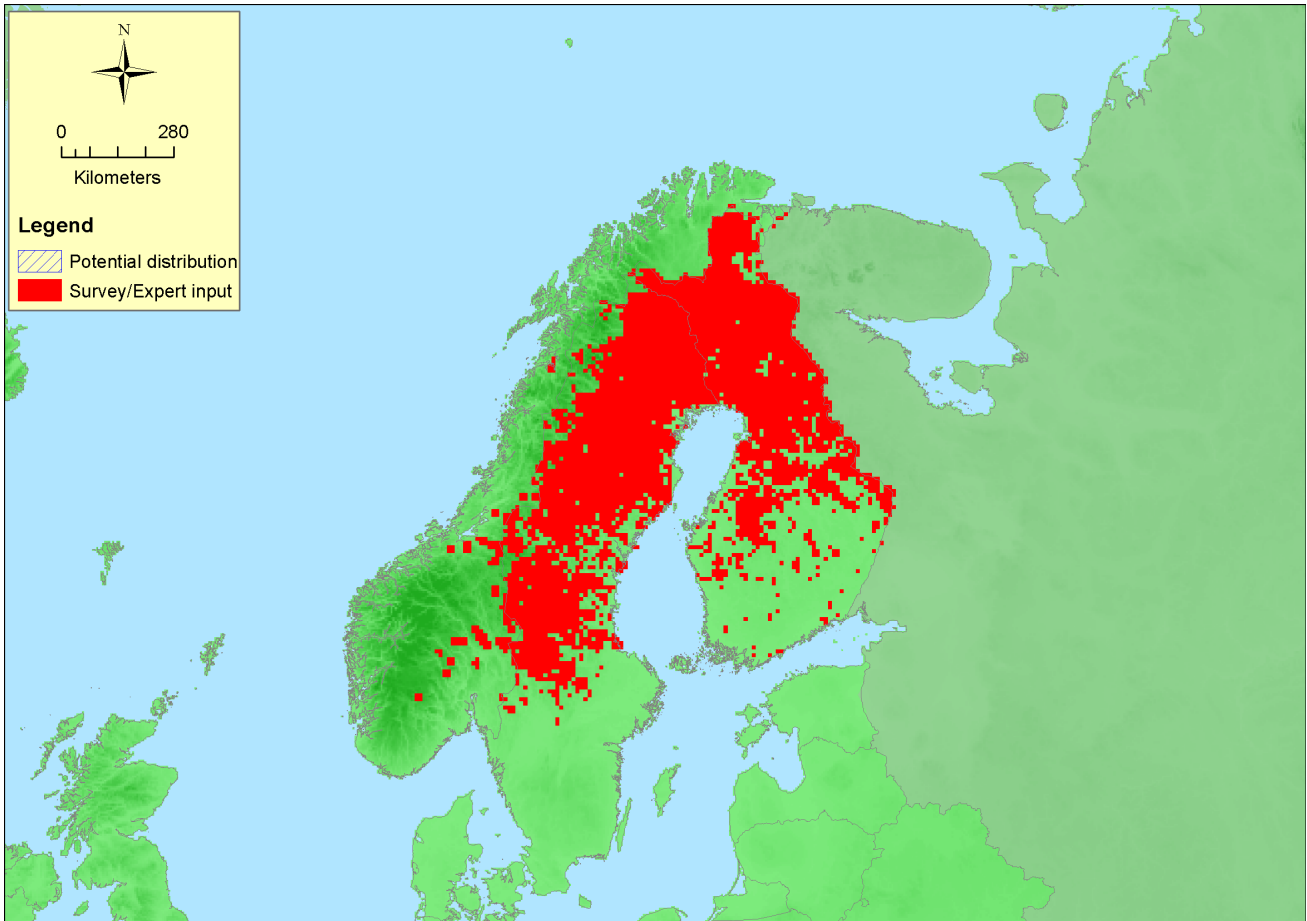 N
0 280
Kilometers
Legend
Potential distribution
Survey/Expert input